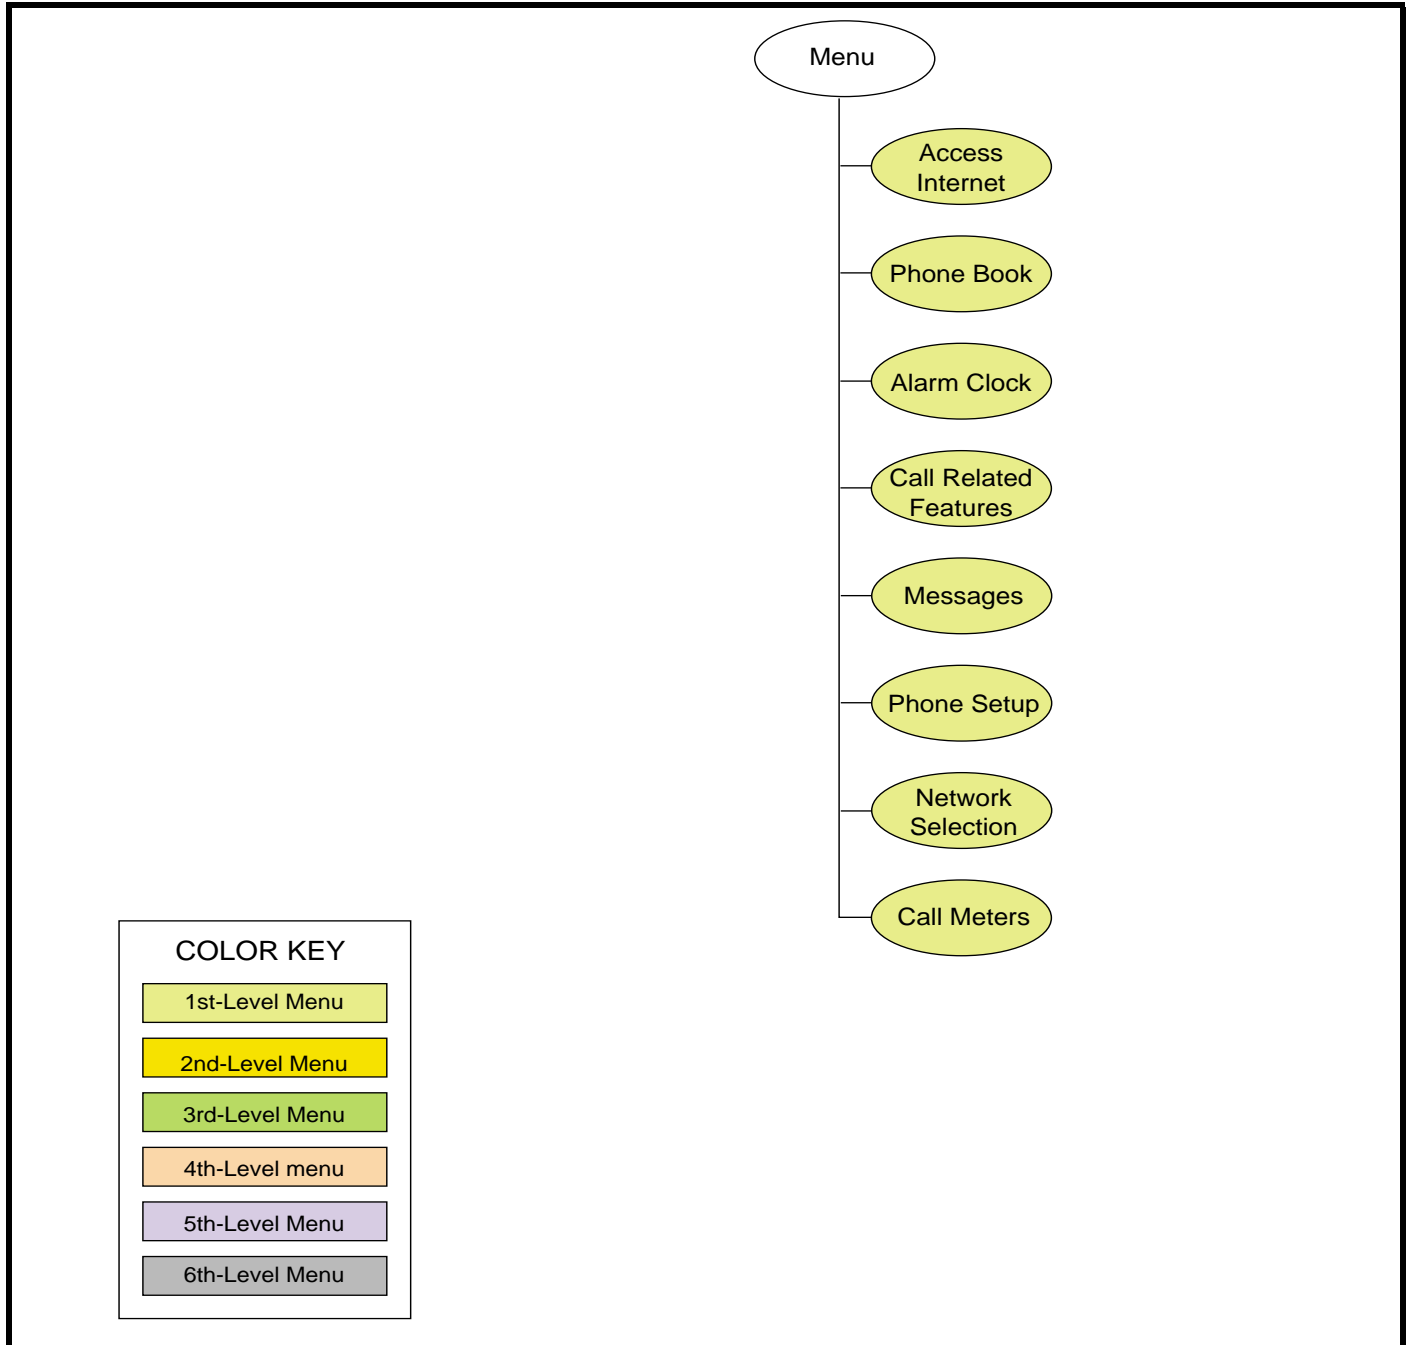 Menu
Access
Internet
Phone Book
Alarm Clock
Call Related
Features
Messages
Phone Setup
Network
Selection
Call Meters
COLOR KEY
1st-Level Menu
2nd-Level Menu
3rd-Level Menu
4th-Level menu
5th-Level Menu
6th-Level Menu